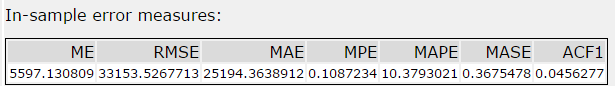 In-sample error measures:
ME RMSE MAE MPE MAPE MASE ACF1
5597.130809 33153.5267713 25194.3638912 0.1087234 10.3793021 0.3675478 0.0456277